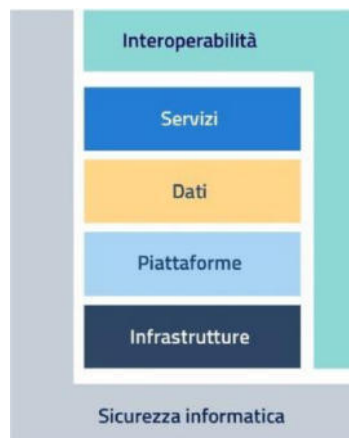 Interoperabilità
Servizi
Dati
Piattaforme
Infrastrutture
Sicurezza informatica